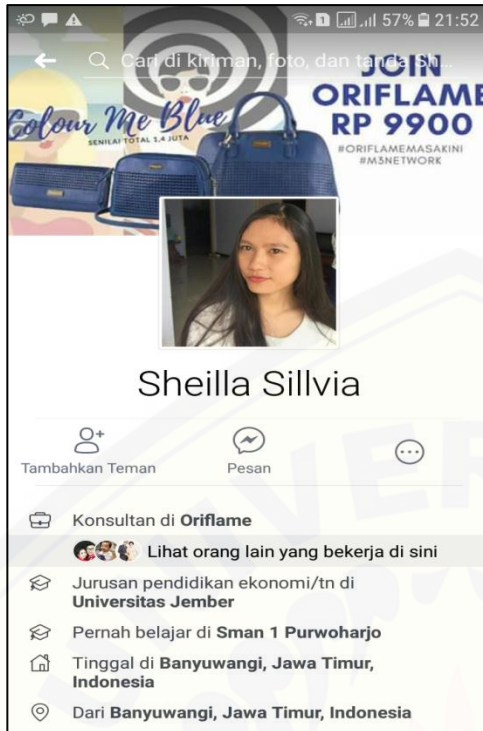 57% 21:52
Cari di kiriman, foto, dan tanda Sh...
JOIN
ORIFLAME
RP 9900
#ORIFLAMEMASAKINI
#M3NETWORK
Colour Me Blue
SENILAI TOTAL 1,4 JUTA
Sheilla Sillvia
Tambahkan Teman
Pesan
Konsultan di Oriflame
Lihat orang lain yang bekerja di sini
Jurusan pendidikan ekonomi/tn di
Universitas Jember
Pernah belajar di Sman 1 Purwoharjo
Tinggal di Banyuwangi, Jawa Timur,
Indonesia
Dari Banyuwangi, Jawa Timur, Indonesia